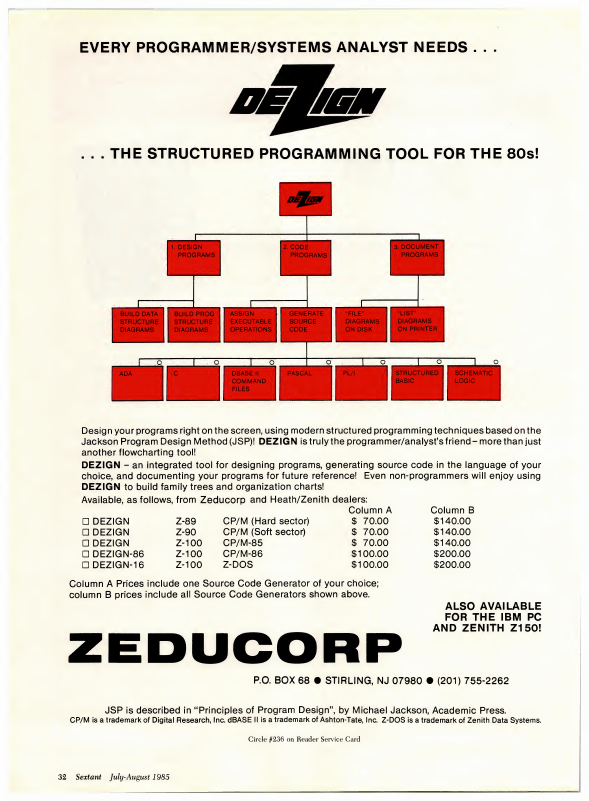 EVERY PROGRAMMER/SYSTEMS ANALYST NEEDS . . .
DEZIGN
. . . THE STRUCTURED PROGRAMMING TOOL FOR THE 80s!
DEZIGN
1. DESIGN
PROGRAMS
2. CODE
PROGRAMS
3. DOCUMENT
PROGRAMS
BUILD DATA
STRUCTURE
DIAGRAMS
BUILD PROG
STRUCTURE
DIAGRAMS
ASSIGN
EXECUTABLE
OPERATIONS
GENERATE
SOURCE
CODE
"FILE"
DIAGRAMS
ON DISK
"LIST"
DIAGRAMS
ON PRINTER
ADA
C
DBASE II
COMMAND
FILES
PASCAL
PL/1
STRUCTURED
BASIC
SCHEMATIC
LOGIC
Design your programs right on the screen, using modern structured programming techniques based on the
Jackson Program Design Method (JSP)! DEZIGN is truly the programmer/analyst's friend – more than just
another flowcharting tool!
DEZIGN – an integrated tool for designing programs, generating source code in the language of your
choice, and documenting your programs for future reference! Even non-programmers will enjoy using
DEZIGN to build family trees and organization charts!
Available, as follows, from Zeducorp and Heath/Zenith dealers:
Column A Column B
□ DEZIGN Z-89 CP/M (Hard sector) $ 70.00 $140.00
□ DEZIGN Z-90 CP/M (Soft sector) $ 70.00 $140.00
□ DEZIGN Z-100 CP/M-85 $ 70.00 $140.00
□ DEZIGN-86 Z-100 CP/M-86 $100.00 $200.00
□ DEZIGN-16 Z-100 Z-DOS $100.00 $200.00
Column A Prices include one Source Code Generator of your choice;
column B prices include all Source Code Generators shown above.
ALSO AVAILABLE
FOR THE IBM PC
AND ZENITH Z150!
ZEDUCORP
P.O. BOX 68 ● STIRLING, NJ 07980 ● (201) 755-2262
JSP is described in "Principles of Program Design", by Michael Jackson, Academic Press.
CP/M is a trademark of Digital Research, Inc. dBASE II is a trademark of Ashton-Tate, Inc. Z-DOS is a trademark of Zenith Data Systems.
Circle #236 on Reader Service Card
32 Sextant July-August 1985